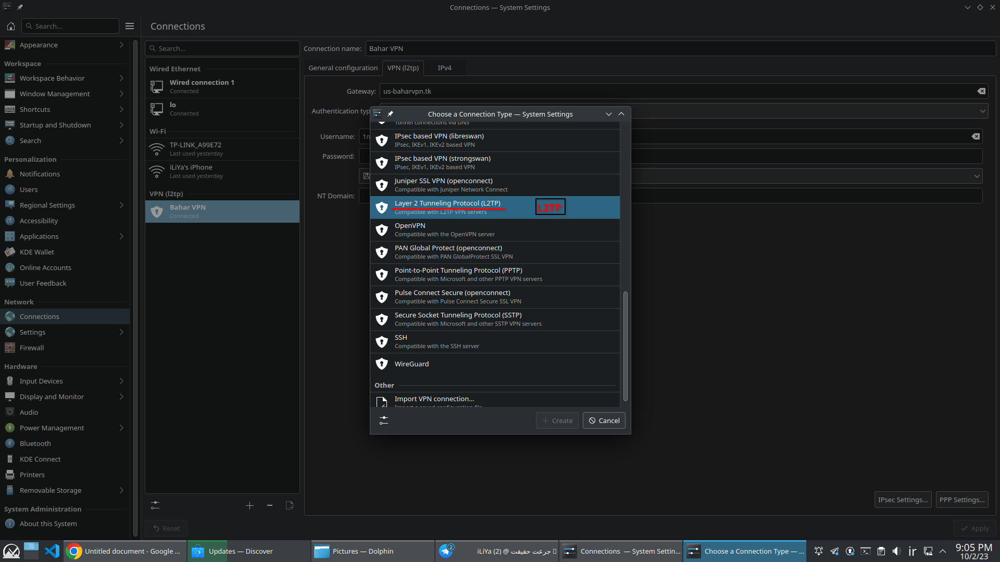 Connections — System Settings
Search...
Connections
Appearance
Workspace
Workspace Behavior
Window Management
Shortcuts
Startup and Shutdown
Search
Personalization
Notifications
Users
Regional Settings
Accessibility
Applications
KDE Wallet
Online Accounts
User Feedback
Network
Connections
Settings
Firewall
Hardware
Input Devices
Display and Monitor
Audio
Power Management
Bluetooth
KDE Connect
Printers
Removable Storage
System Administration
About this System
Search...
Wired Ethernet
Wired connection 1
Connected
lo
Connected
Wi-Fi
TP-LINK_A99E72
Last used yesterday
iLiYa's iPhone
Last used yesterday
VPN (l2tp)
Bahar VPN
Connected
Reset
Connection name: Bahar VPN
General configuration VPN (l2tp) IPv4
Gateway: us-baharvpn.tk
Authentication typ
Username:
Password:
NT Domain:
IPsec Settings... PPP Settings...
Apply
Choose a Connection Type — System Settings
Tunnel connections via DNS
IPsec based VPN (libreswan)
IPsec, IKEv1, IKEv2 based VPN
IPsec based VPN (strongswan)
IPsec, IKEv1, IKEv2 based VPN
Juniper SSL VPN (openconnect)
Compatible with Juniper Network Connect
Layer 2 Tunneling Protocol (L2TP)
L2TP
Compatible with L2TP VPN servers
OpenVPN
Compatible with the OpenVPN server
PAN Global Protect (openconnect)
Compatible with PAN GlobalProtect SSL VPN
Point-to-Point Tunneling Protocol (PPTP)
Compatible with Microsoft and other PPTP VPN servers
Pulse Connect Secure (openconnect)
Compatible with Pulse Connect Secure SSL VPN
Secure Socket Tunneling Protocol (SSTP)
Compatible with Microsoft and other SSTP VPN servers
SSH
Compatible with the SSH server
WireGuard
Other
Import VPN connection...
Import a saved configuration file
Create Cancel
Untitled document - Google ...
Updates — Discover
Pictures — Dolphin
2
iLiYa (2) @ جرعت حقیقت
Connections — System Settin...
Choose a Connection Type — ...
ir
9:05 PM
10/2/23